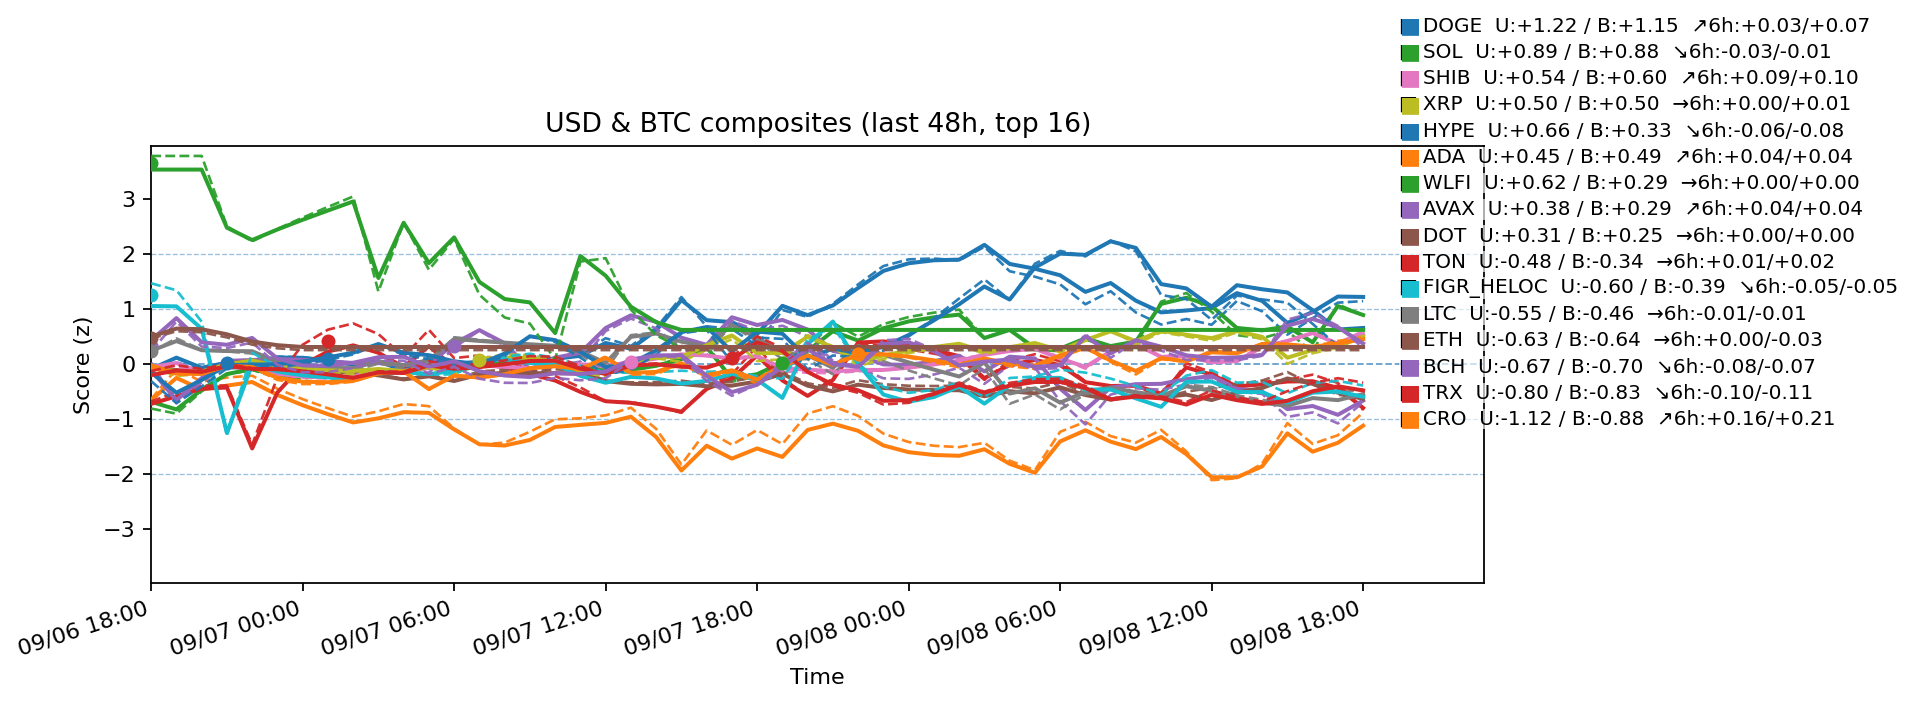 DOGE  U:+1.22 / B:+1.15  ↗6h:+0.03/+0.07
SOL  U:+0.89 / B:+0.88  ↘6h:-0.03/-0.01
SHIB  U:+0.54 / B:+0.60  ↗6h:+0.09/+0.10
XRP  U:+0.50 / B:+0.50  →6h:+0.00/+0.01
HYPE  U:+0.66 / B:+0.33  ↘6h:-0.06/-0.08
ADA  U:+0.45 / B:+0.49  ↗6h:+0.04/+0.04
WLFI  U:+0.62 / B:+0.29  →6h:+0.00/+0.00
AVAX  U:+0.38 / B:+0.29  ↗6h:+0.04/+0.04
DOT  U:+0.31 / B:+0.25  →6h:+0.00/+0.00
TON  U:-0.48 / B:-0.34  →6h:+0.01/+0.02
FIGR_HELOC  U:-0.60 / B:-0.39  ↘6h:-0.05/-0.05
LTC  U:-0.55 / B:-0.46  →6h:-0.01/-0.01
ETH  U:-0.63 / B:-0.64  →6h:+0.00/-0.03
BCH  U:-0.67 / B:-0.70  ↘6h:-0.08/-0.07
TRX  U:-0.80 / B:-0.83  ↘6h:-0.10/-0.11
CRO  U:-1.12 / B:-0.88  ↗6h:+0.16/+0.21
USD & BTC composites (last 48h, top 16)
Score (z)
3
2
1
0
−1
−2
−3
09/06 18:00
09/07 00:00
09/07 06:00
09/07 12:00
09/07 18:00
09/08 00:00
09/08 06:00
09/08 12:00
09/08 18:00
Time